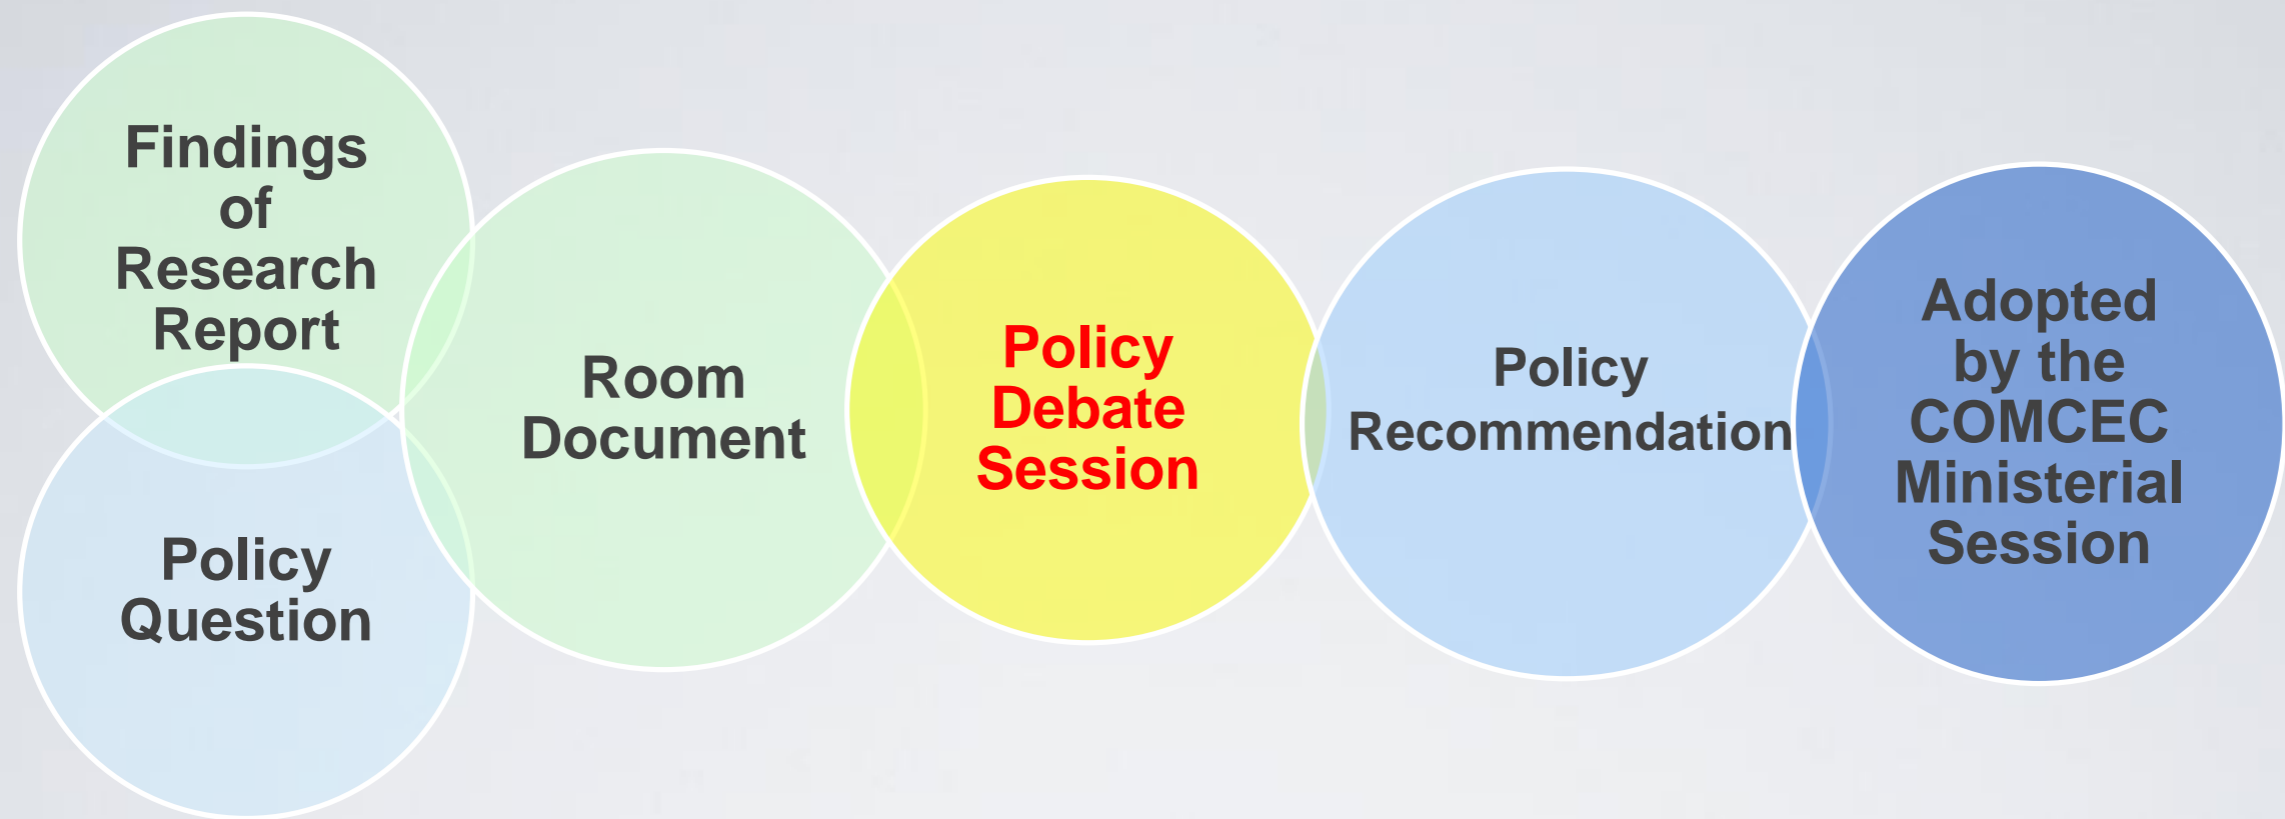 Findings
of
Research
Report
Policy
Question
Room
Document
Policy
Debate
Session
Policy
Recommendation
Adopted
by the
COMCEC
Ministerial
Session